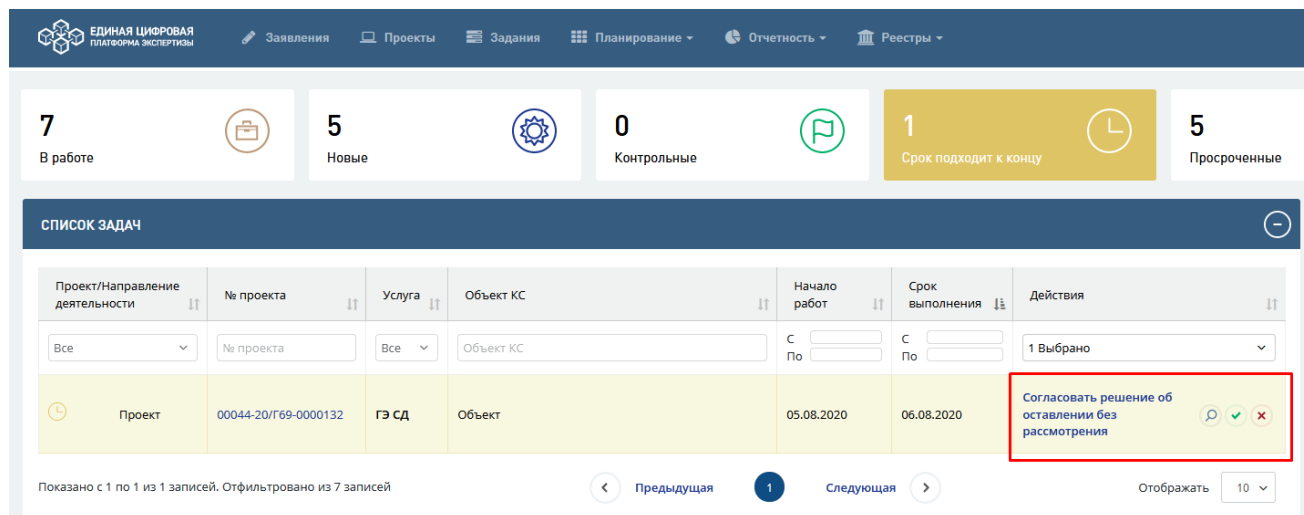 ЕДИНАЯ ЦИФРОВАЯ
ПЛАТФОРМА ЭКСПЕРТИЗЫ
Заявления
Проекты
Задания
Планирование
Отчетность
Реестры
7
В работе
5
Новые
0
Контрольные
1
Срок подходит к концу
5
Просроченные
СПИСОК ЗАДАЧ
Проект/Направление
деятельности
№ проекта
Услуга
Объект КС
Начало
работ
Срок
выполнения
Действия
Все
№ проекта
Все
Объект КС
С
По
С
По
1 Выбрано
Проект
00044-20/Г69-0000132
ГЭ СД
Объект
05.08.2020
06.08.2020
Согласовать решение об
оставлении без
рассмотрения
Показано с 1 по 1 из 1 записей. Отфильтровано из 7 записей
Предыдущая
1
Следующая
Отображать
10